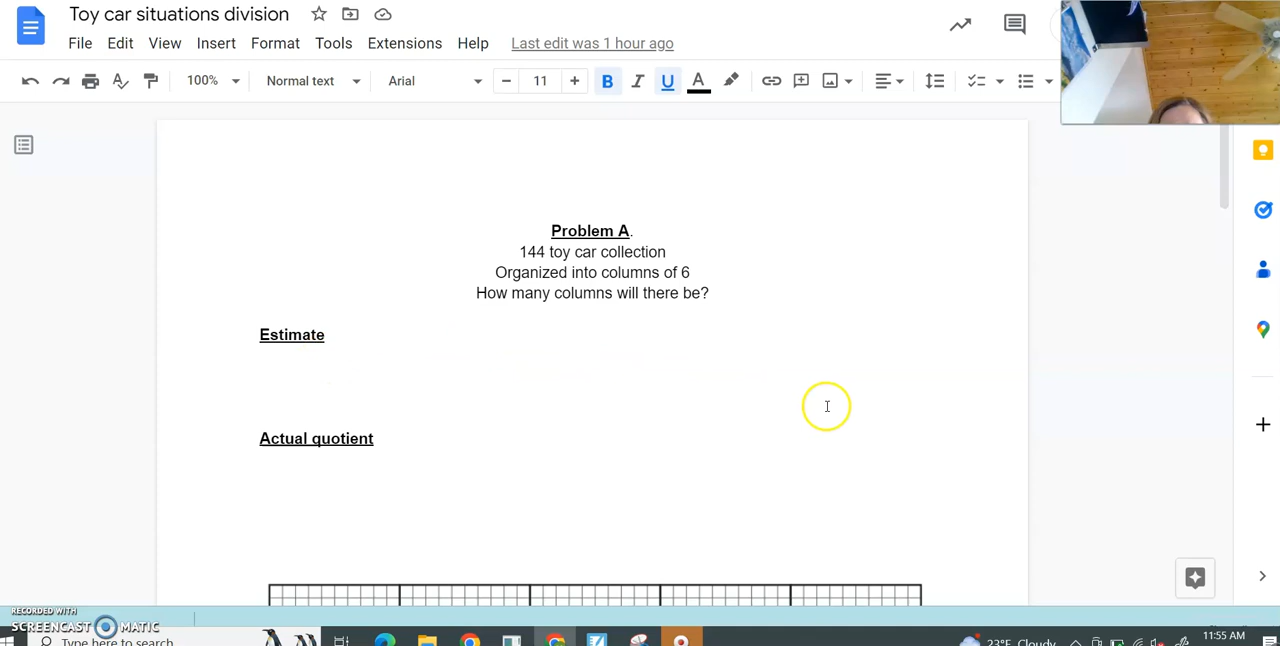 Toy car situations division
File Edit View Insert Format Tools Extensions Help Last edit was 1 hour ago
100% Normal text Arial 11 B I U A
Problem A.
144 toy car collection
Organized into columns of 6
How many columns will there be?
Estimate
Actual quotient
RECORDED WITH
SCREENCAST MATIC
Type here to search
23°F Cloudy
11:55 AM